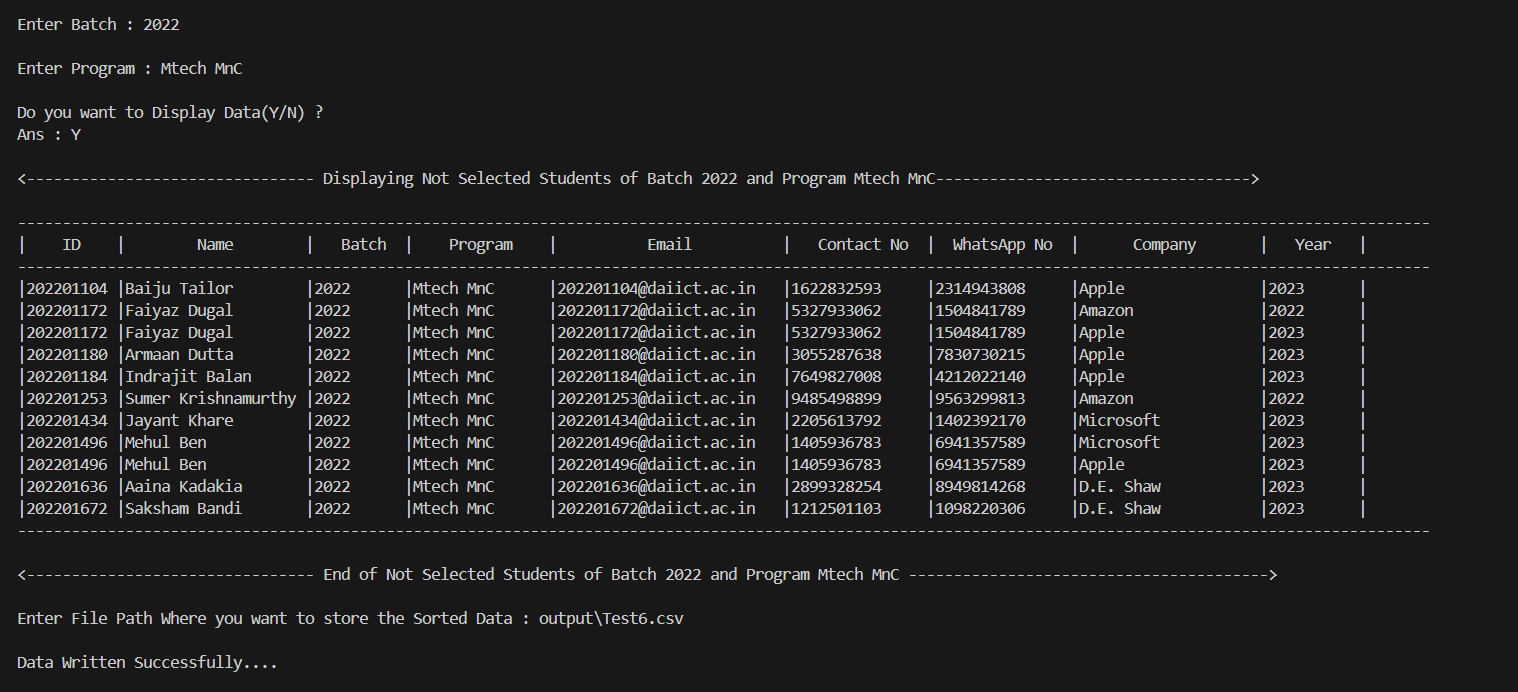 Enter Batch : 2022
Enter Program : Mtech MnC
Do you want to Display Data(Y/N) ?
Ans : Y
<-------------------------------- Displaying Not Selected Students of Batch 2022 and Program Mtech MnC----------------------------------->
-------------------------------------------------------------------------------------------------------------------------------------------------------------
|    ID    |        Name        |   Batch  |    Program    |          Email          |   Contact No  |  WhatsApp No  |      Company       |   Year   |
-------------------------------------------------------------------------------------------------------------------------------------------------------------
|202201104 |Baiju Tailor        |2022      |Mtech MnC      |202201104@daiict.ac.in   |1622832593     |2314943808     |Apple               |2023      |
|202201172 |Faiyaz Dugal        |2022      |Mtech MnC      |202201172@daiict.ac.in   |5327933062     |1504841789     |Amazon              |2022      |
|202201172 |Faiyaz Dugal        |2022      |Mtech MnC      |202201172@daiict.ac.in   |5327933062     |1504841789     |Apple               |2023      |
|202201180 |Armaan Dutta        |2022      |Mtech MnC      |202201180@daiict.ac.in   |3055287638     |7830730215     |Apple               |2023      |
|202201184 |Indrajit Balan      |2022      |Mtech MnC      |202201184@daiict.ac.in   |7649827008     |4212022140     |Apple               |2023      |
|202201253 |Sumer Krishnamurthy |2022      |Mtech MnC      |202201253@daiict.ac.in   |9485498899     |9563299813     |Amazon              |2022      |
|202201434 |Jayant Khare        |2022      |Mtech MnC      |202201434@daiict.ac.in   |2205613792     |1402392170     |Microsoft           |2023      |
|202201496 |Mehul Ben           |2022      |Mtech MnC      |202201496@daiict.ac.in   |1405936783     |6941357589     |Microsoft           |2023      |
|202201496 |Mehul Ben           |2022      |Mtech MnC      |202201496@daiict.ac.in   |1405936783     |6941357589     |Apple               |2023      |
|202201636 |Aaina Kadakia       |2022      |Mtech MnC      |202201636@daiict.ac.in   |2899328254     |8949814268     |D.E. Shaw           |2023      |
|202201672 |Saksham Bandi       |2022      |Mtech MnC      |202201672@daiict.ac.in   |1212501103     |1098220306     |D.E. Shaw           |2023      |
-------------------------------------------------------------------------------------------------------------------------------------------------------------
<-------------------------------- End of Not Selected Students of Batch 2022 and Program Mtech MnC ---------------------------------------->
Enter File Path Where you want to store the Sorted Data : output\Test6.csv
Data Written Successfully....